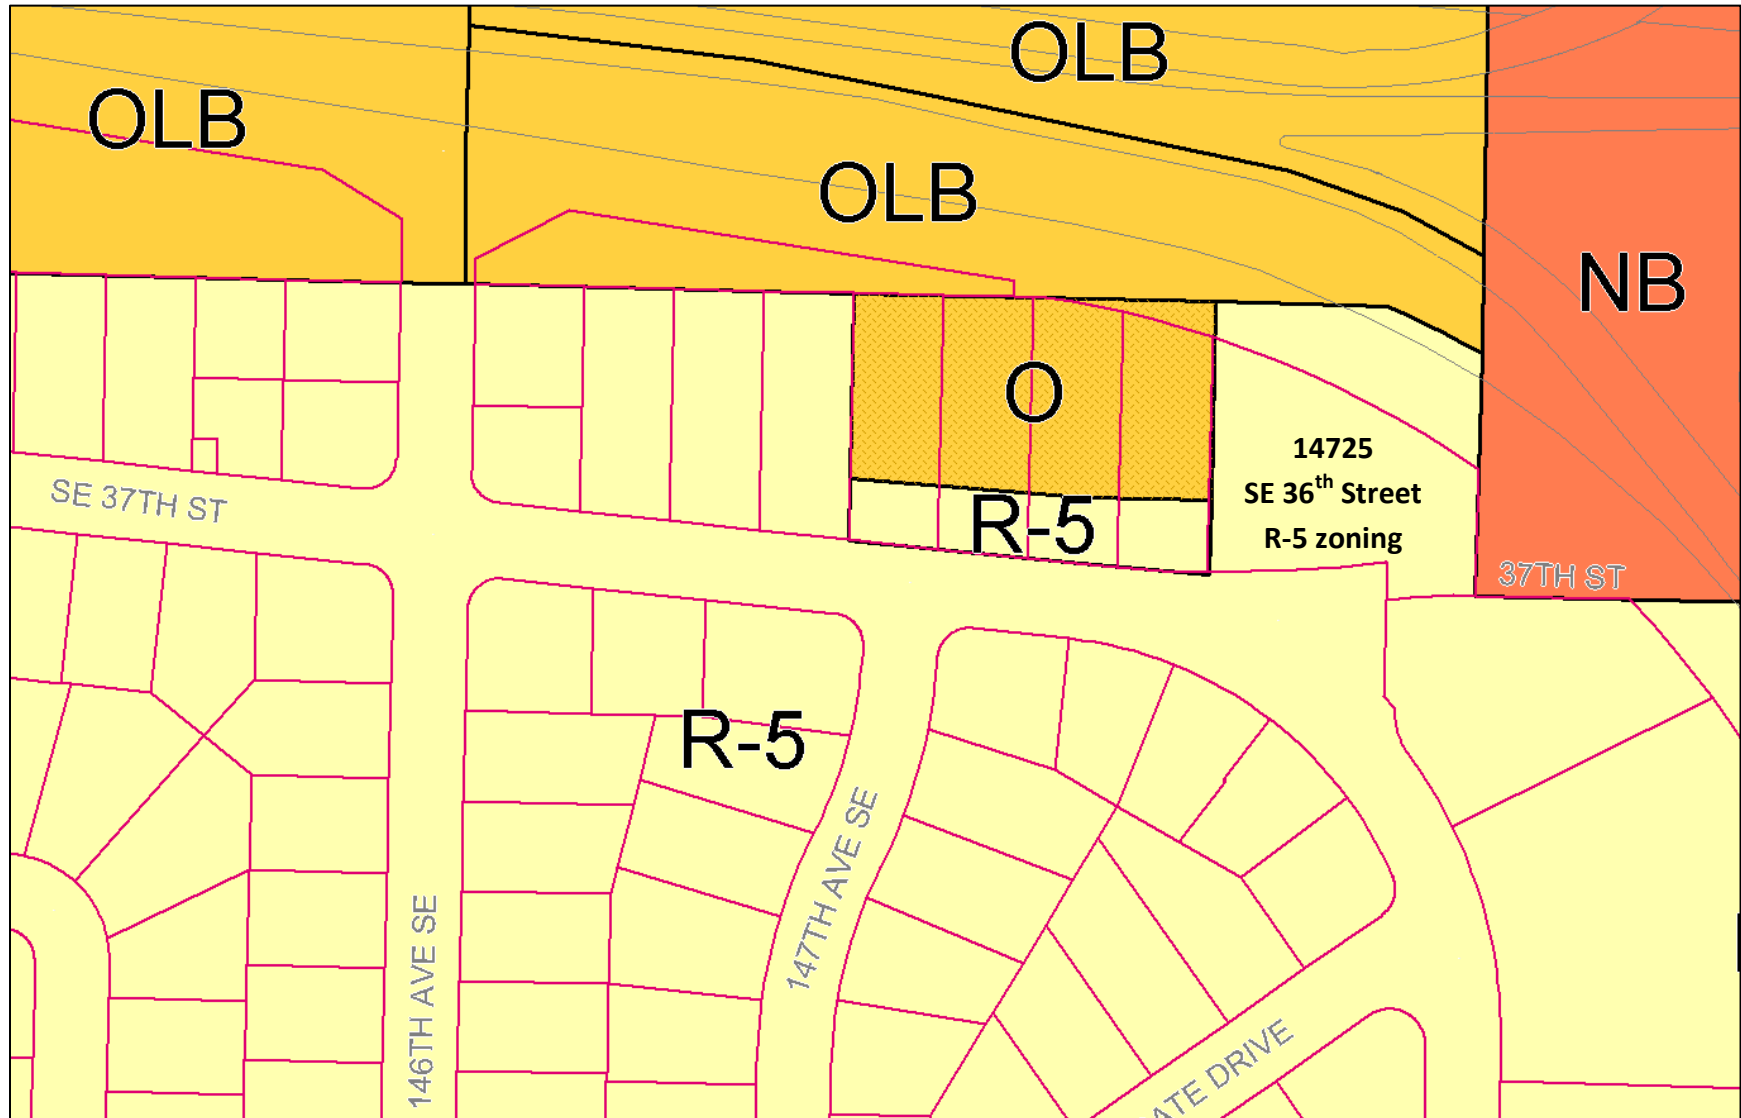 OLB
OLB
OLB
NB
O
14725
SE 36th Street
R-5 zoning
SE 37TH ST
R-5
37TH ST
R-5
147TH AVE SE
146TH AVE SE
ATE DRIVE